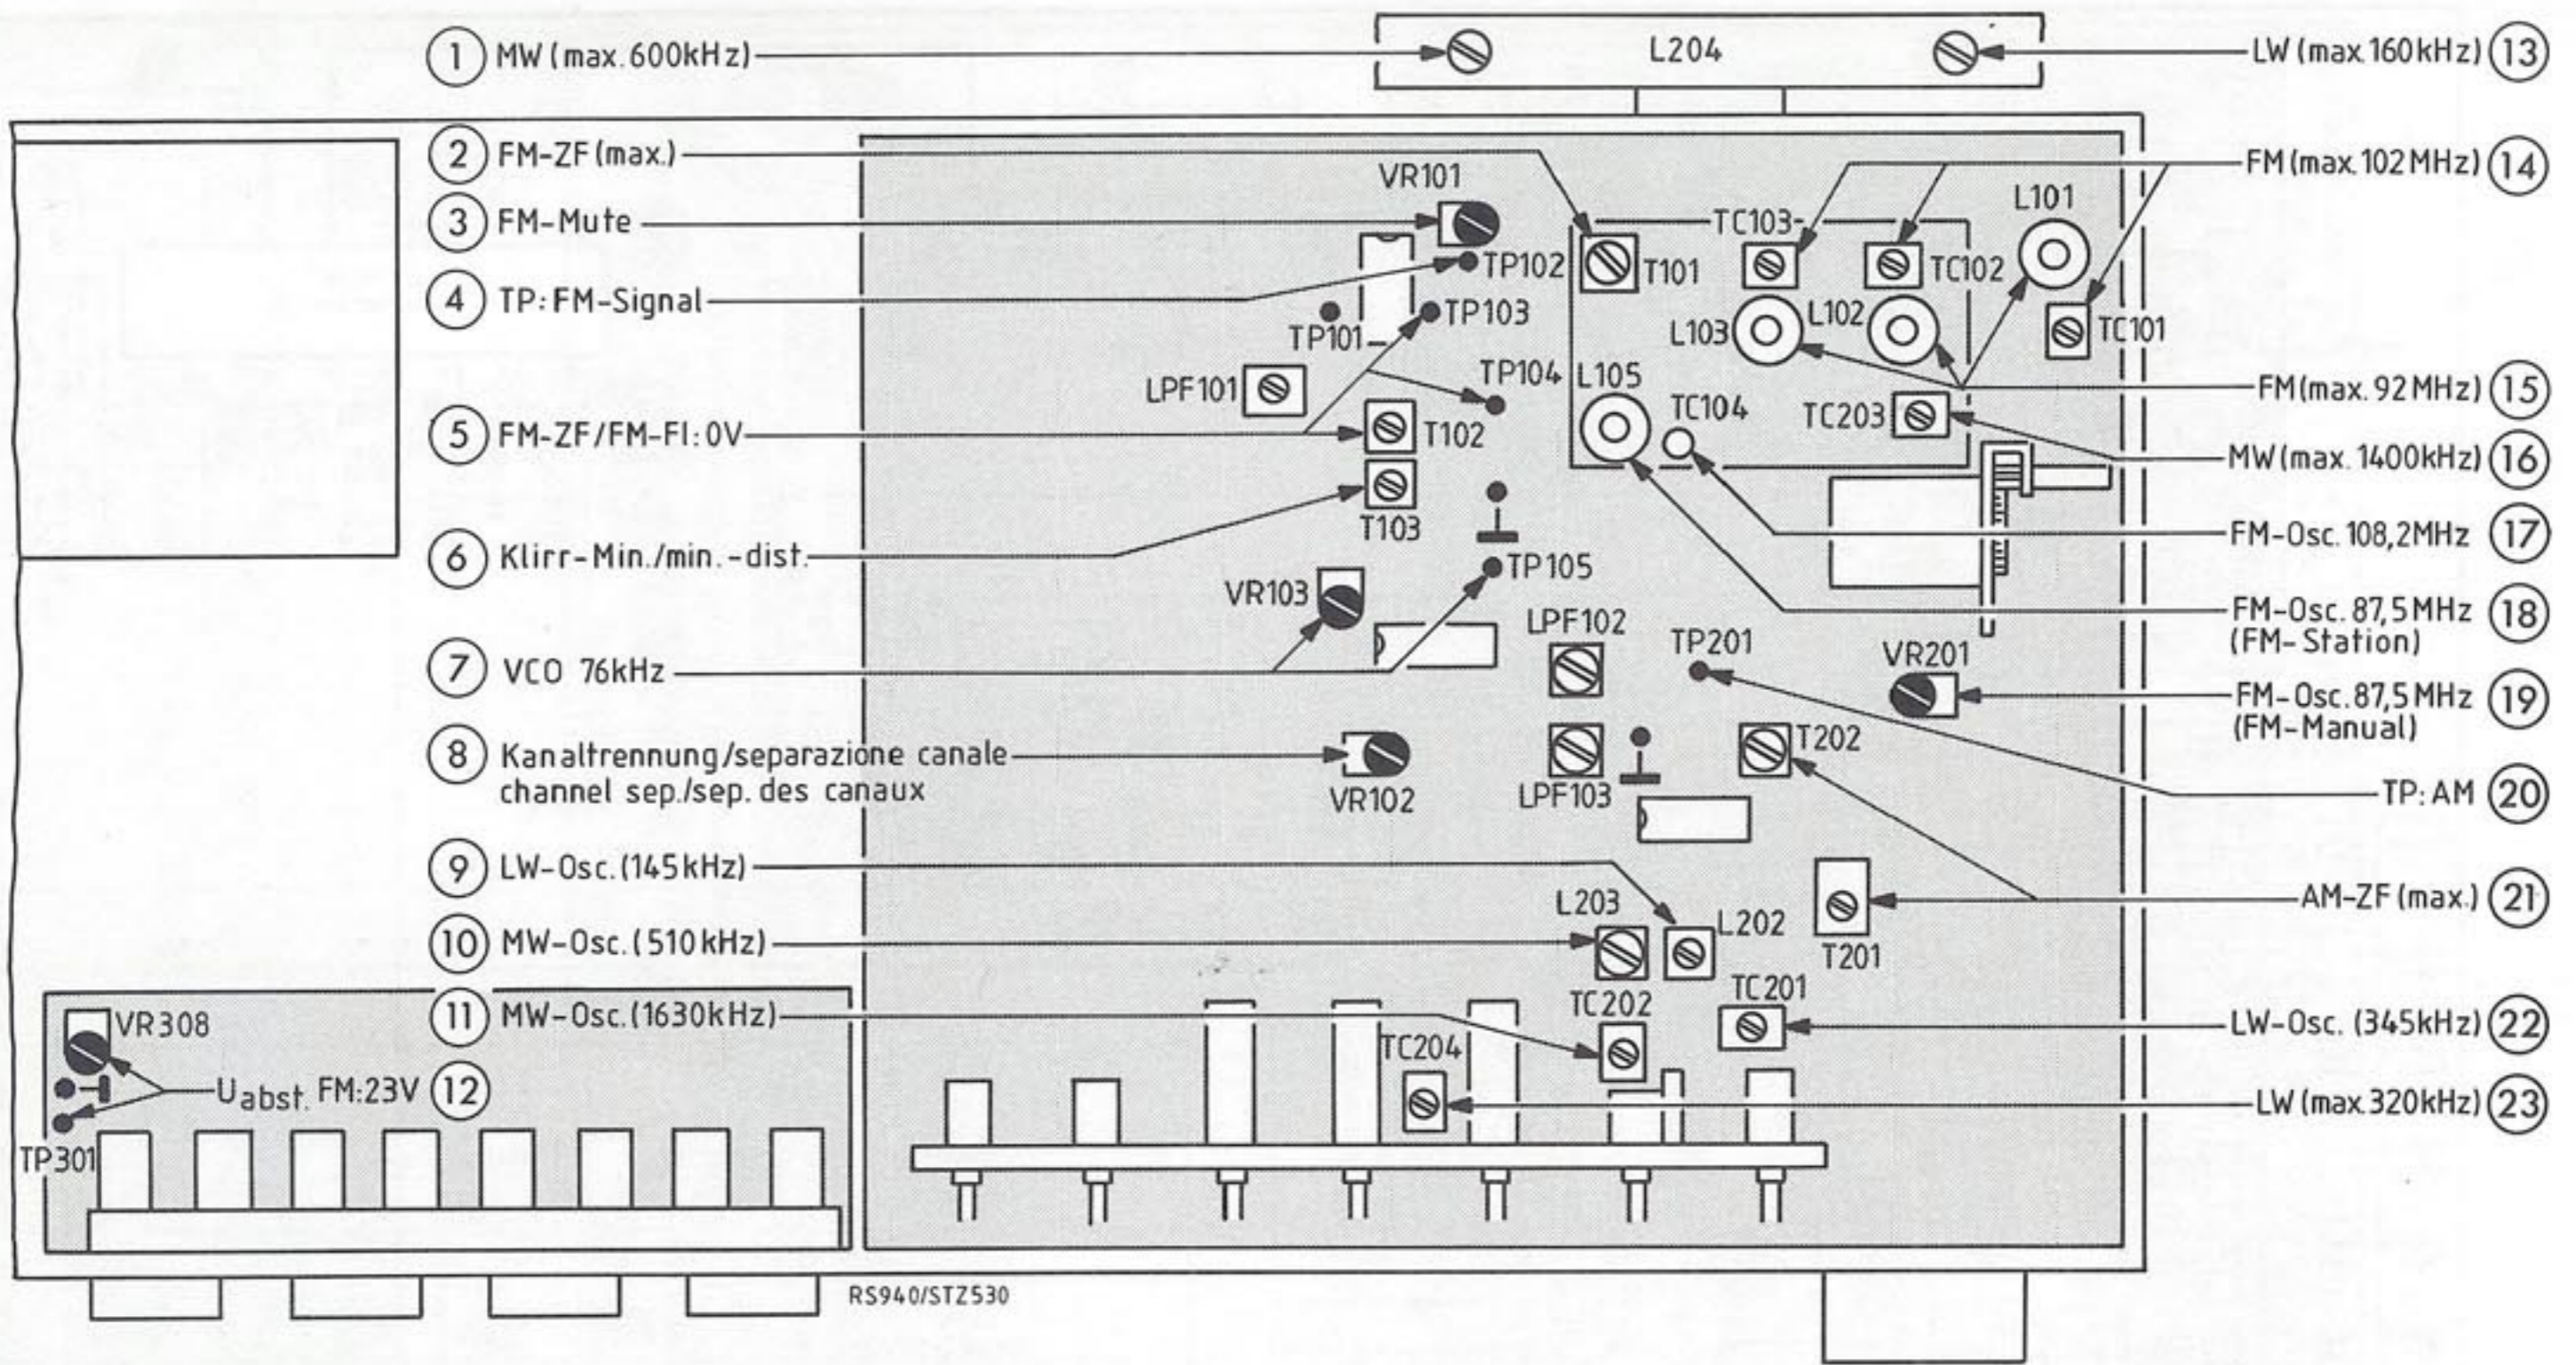 ① MW (max. 600kHz)
L204
LW (max. 160kHz) ⑬
② FM-ZF (max.)
FM (max. 102 MHz) ⑭
VR101
L101
③ FM-Mute
TC103
TP102
T101
TC102
④ TP: FM-Signal
TP103
L103
L102
TP101
TC101
LPF101
TP104
L105
FM (max. 92 MHz) ⑮
TC104
TC203
⑤ FM-ZF/FM-FI: 0V
T102
MW (max. 1400kHz) ⑯
T103
FM-Osc. 108,2MHz ⑰
⑥ Klirr-Min./min.-dist.
TP105
VR103
FM-Osc. 87,5MHz ⑱
(FM-Station)
LPF102
TP201
VR201
⑦ VCO 76kHz
FM-Osc. 87,5MHz ⑲
(FM-Manual)
⑧ Kanaltrennung/separazione canale
channel sep./sep. des canaux
T202
VR102
LPF103
TP: AM ⑳
⑨ LW-Osc. (145kHz)
L203
L202
AM-ZF (max.) ㉑
⑩ MW-Osc. (510kHz)
T201
TC202
TC201
⑪ MW-Osc. (1630kHz)
VR308
LW-Osc. (345kHz) ㉒
TC204
Uabst. FM:23V ⑫
LW (max. 320kHz) ㉓
TP301
RS940/STZ530